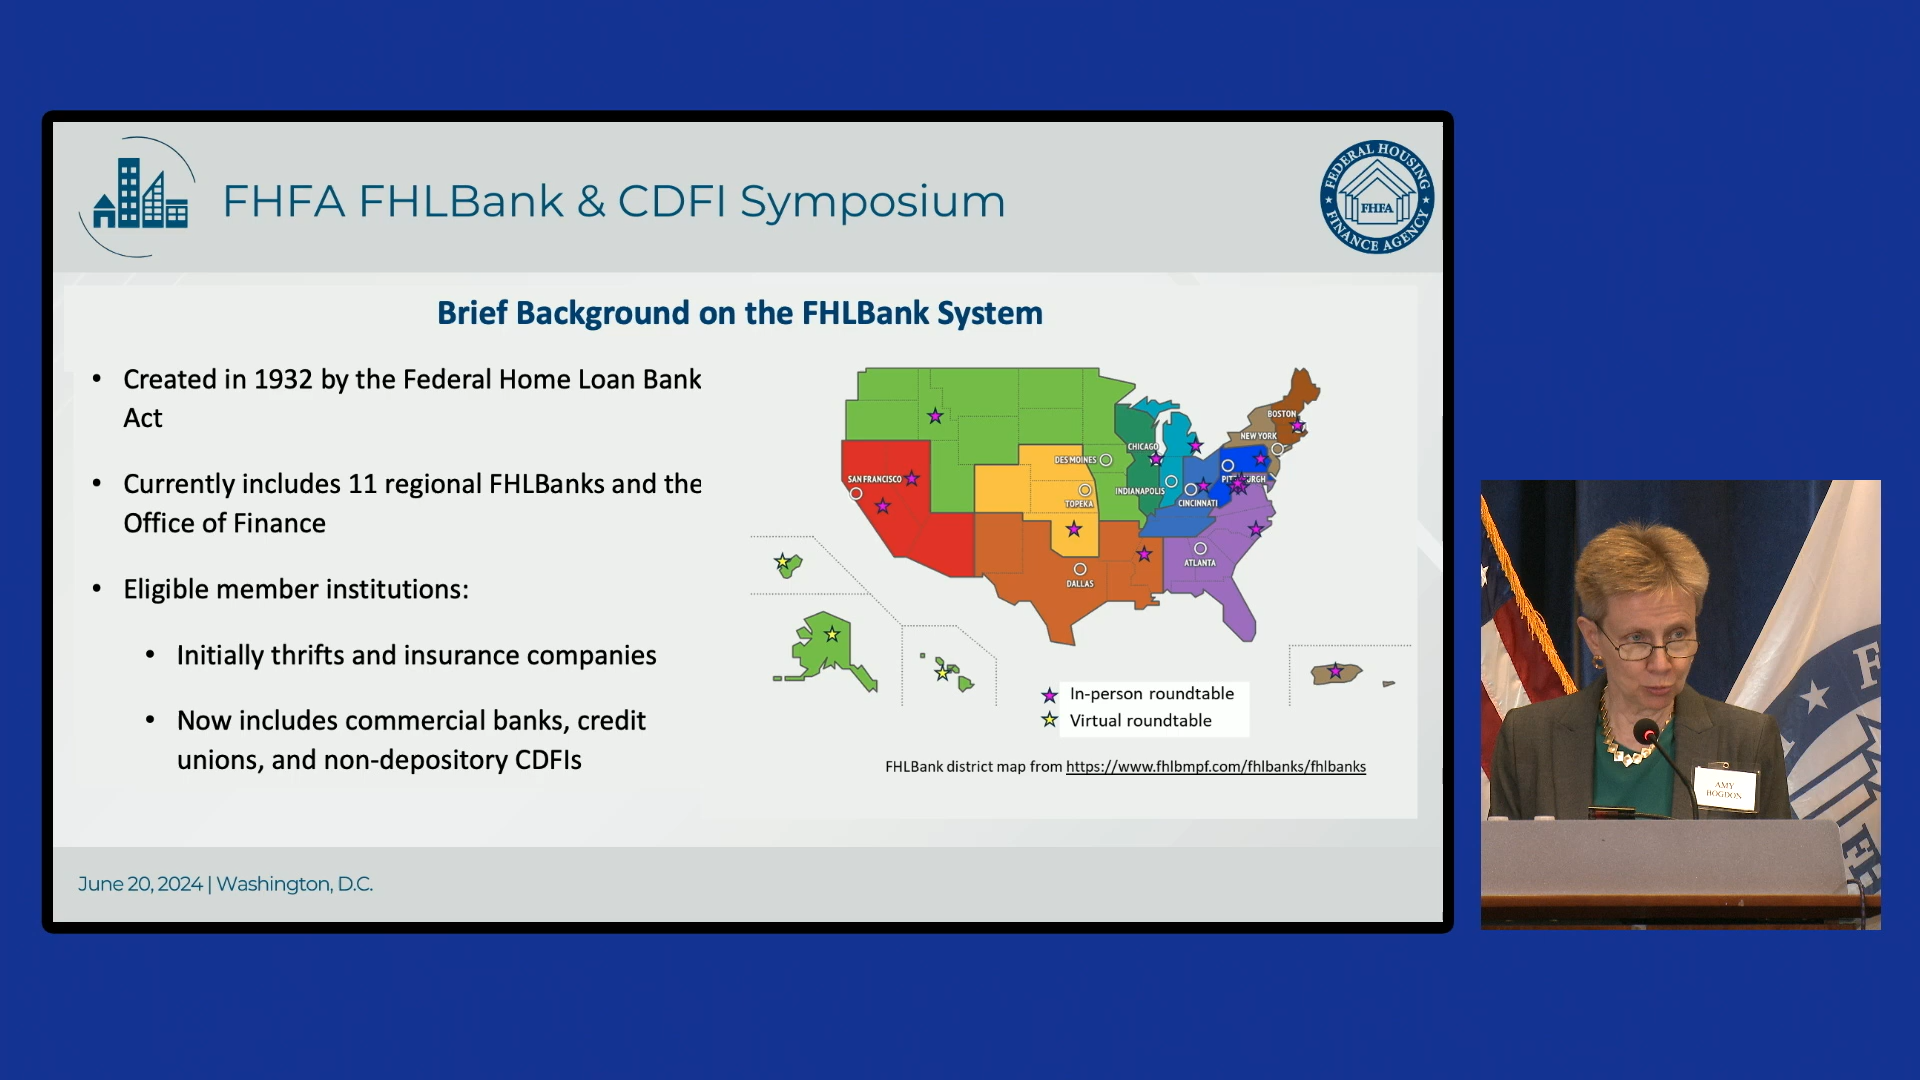 FHFA FHLBank & CDFI Symposium
FEDERAL HOUSING
FINANCE AGENCY
FHFA
Brief Background on the FHLBank System
• Created in 1932 by the Federal Home Loan Bank
Act
• Currently includes 11 regional FHLBanks and the
Office of Finance
• Eligible member institutions:
• Initially thrifts and insurance companies
• Now includes commercial banks, credit
unions, and non-depository CDFIs
BOSTON
NEW YORK
CHICAGO
DES MOINES
SAN FRANCISCO
INDIANAPOLIS
TOPEKA
CINCINNATI
ATLANTA
DALLAS
In-person roundtable
Virtual roundtable
FHLBank district map from https://www.fhlbmpf.com/fhlbanks/fhlbanks
June 20, 2024 | Washington, D.C.
AMY
HOGDON